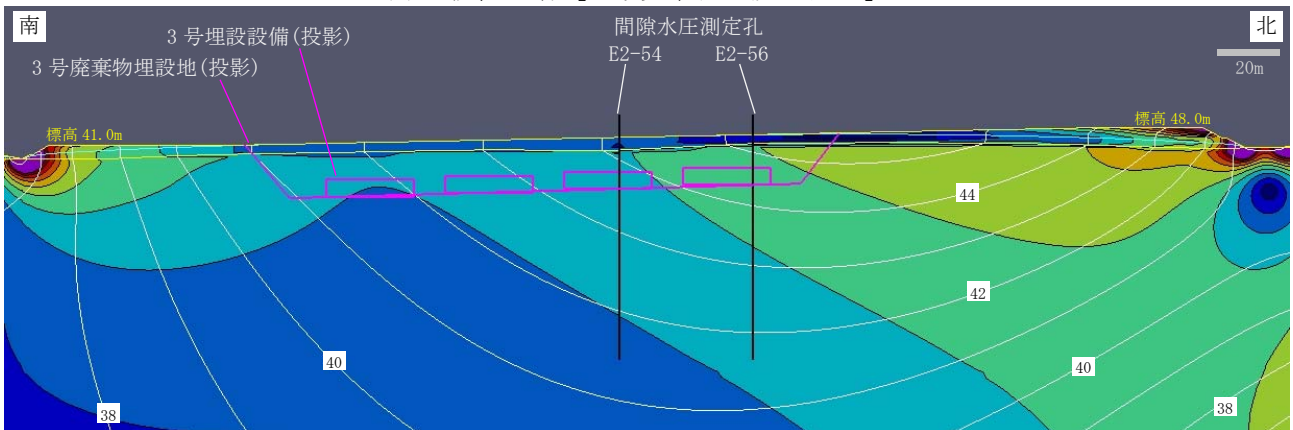 南
北
3号埋設設備(投影)
3号廃棄物埋設地(投影)
間隙水圧測定孔
E2-54
E2-56
20m
標高 41.0m
標高 48.0m
44
42
40
40
38
38